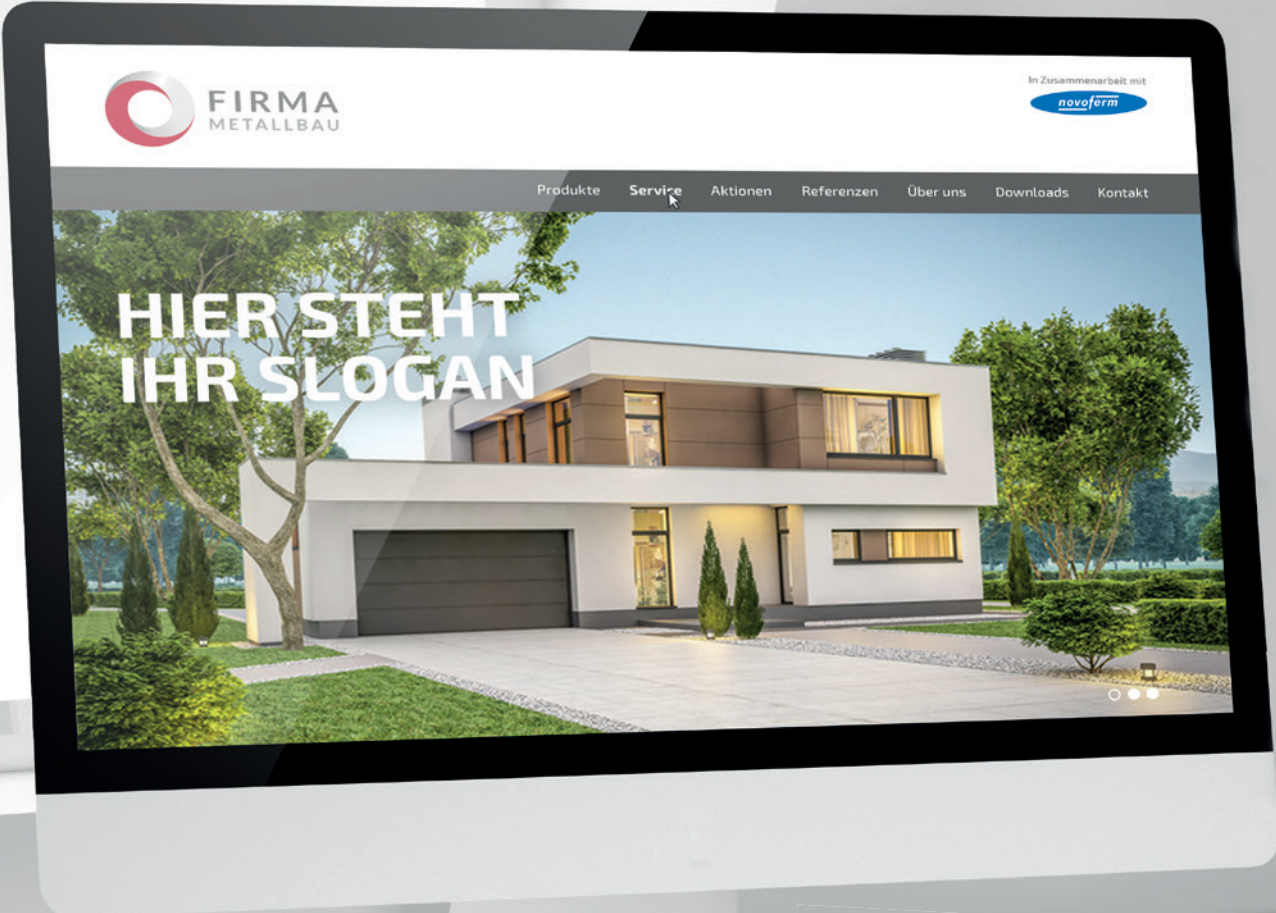 FIRMA
METALLBAU
In Zusammenarbeit mit
novoferm
Produkte Service Aktionen Referenzen Über uns Downloads Kontakt
HIER STEHT
IHR SLOGAN